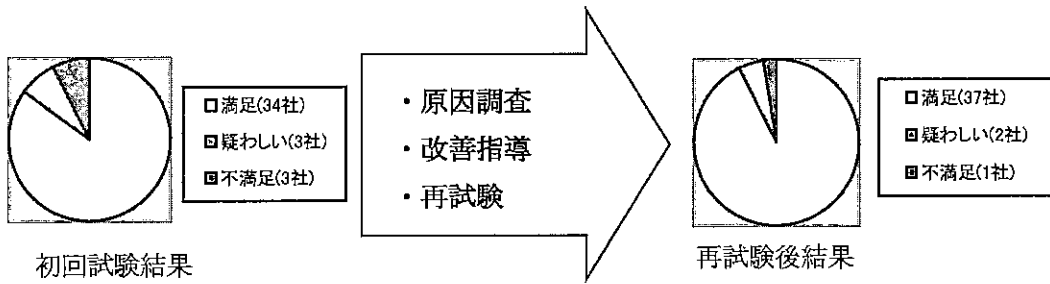 □満足(34社)
□疑わしい(3社)
□不満足(3社)
初回試験結果
・原因調査
・改善指導
・再試験
□満足(37社)
□疑わしい(2社)
□不満足(1社)
再試験後結果